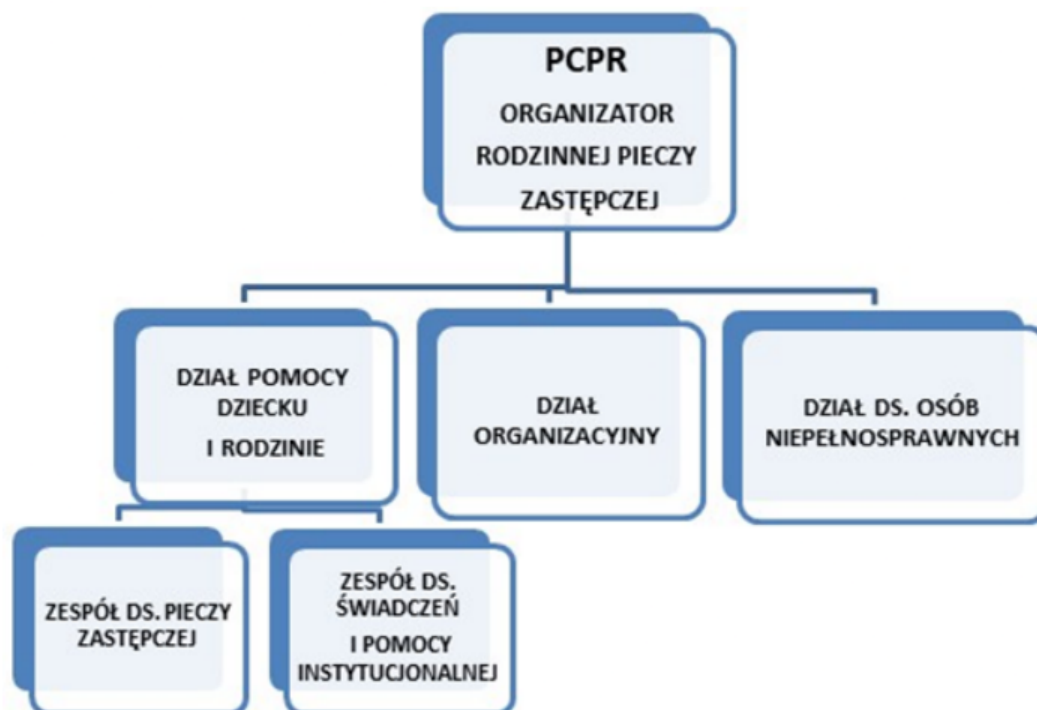 PCPR
ORGANIZATOR
RODZINNEJ PIECZY
ZASTĘPCZEJ
DZIAŁ POMOCY
DZIECKU
I RODZINIE
DZIAŁ
ORGANIZACYJNY
DZIAŁ DS. OSÓB
NIEPEŁNOSPRAWNYCH
ZESPÓŁ DS. PIECZY
ZASTĘPCZEJ
ZESPÓŁ DS.
ŚWIADCZEŃ
I POMOCY
INSTYTUCJONALNEJ